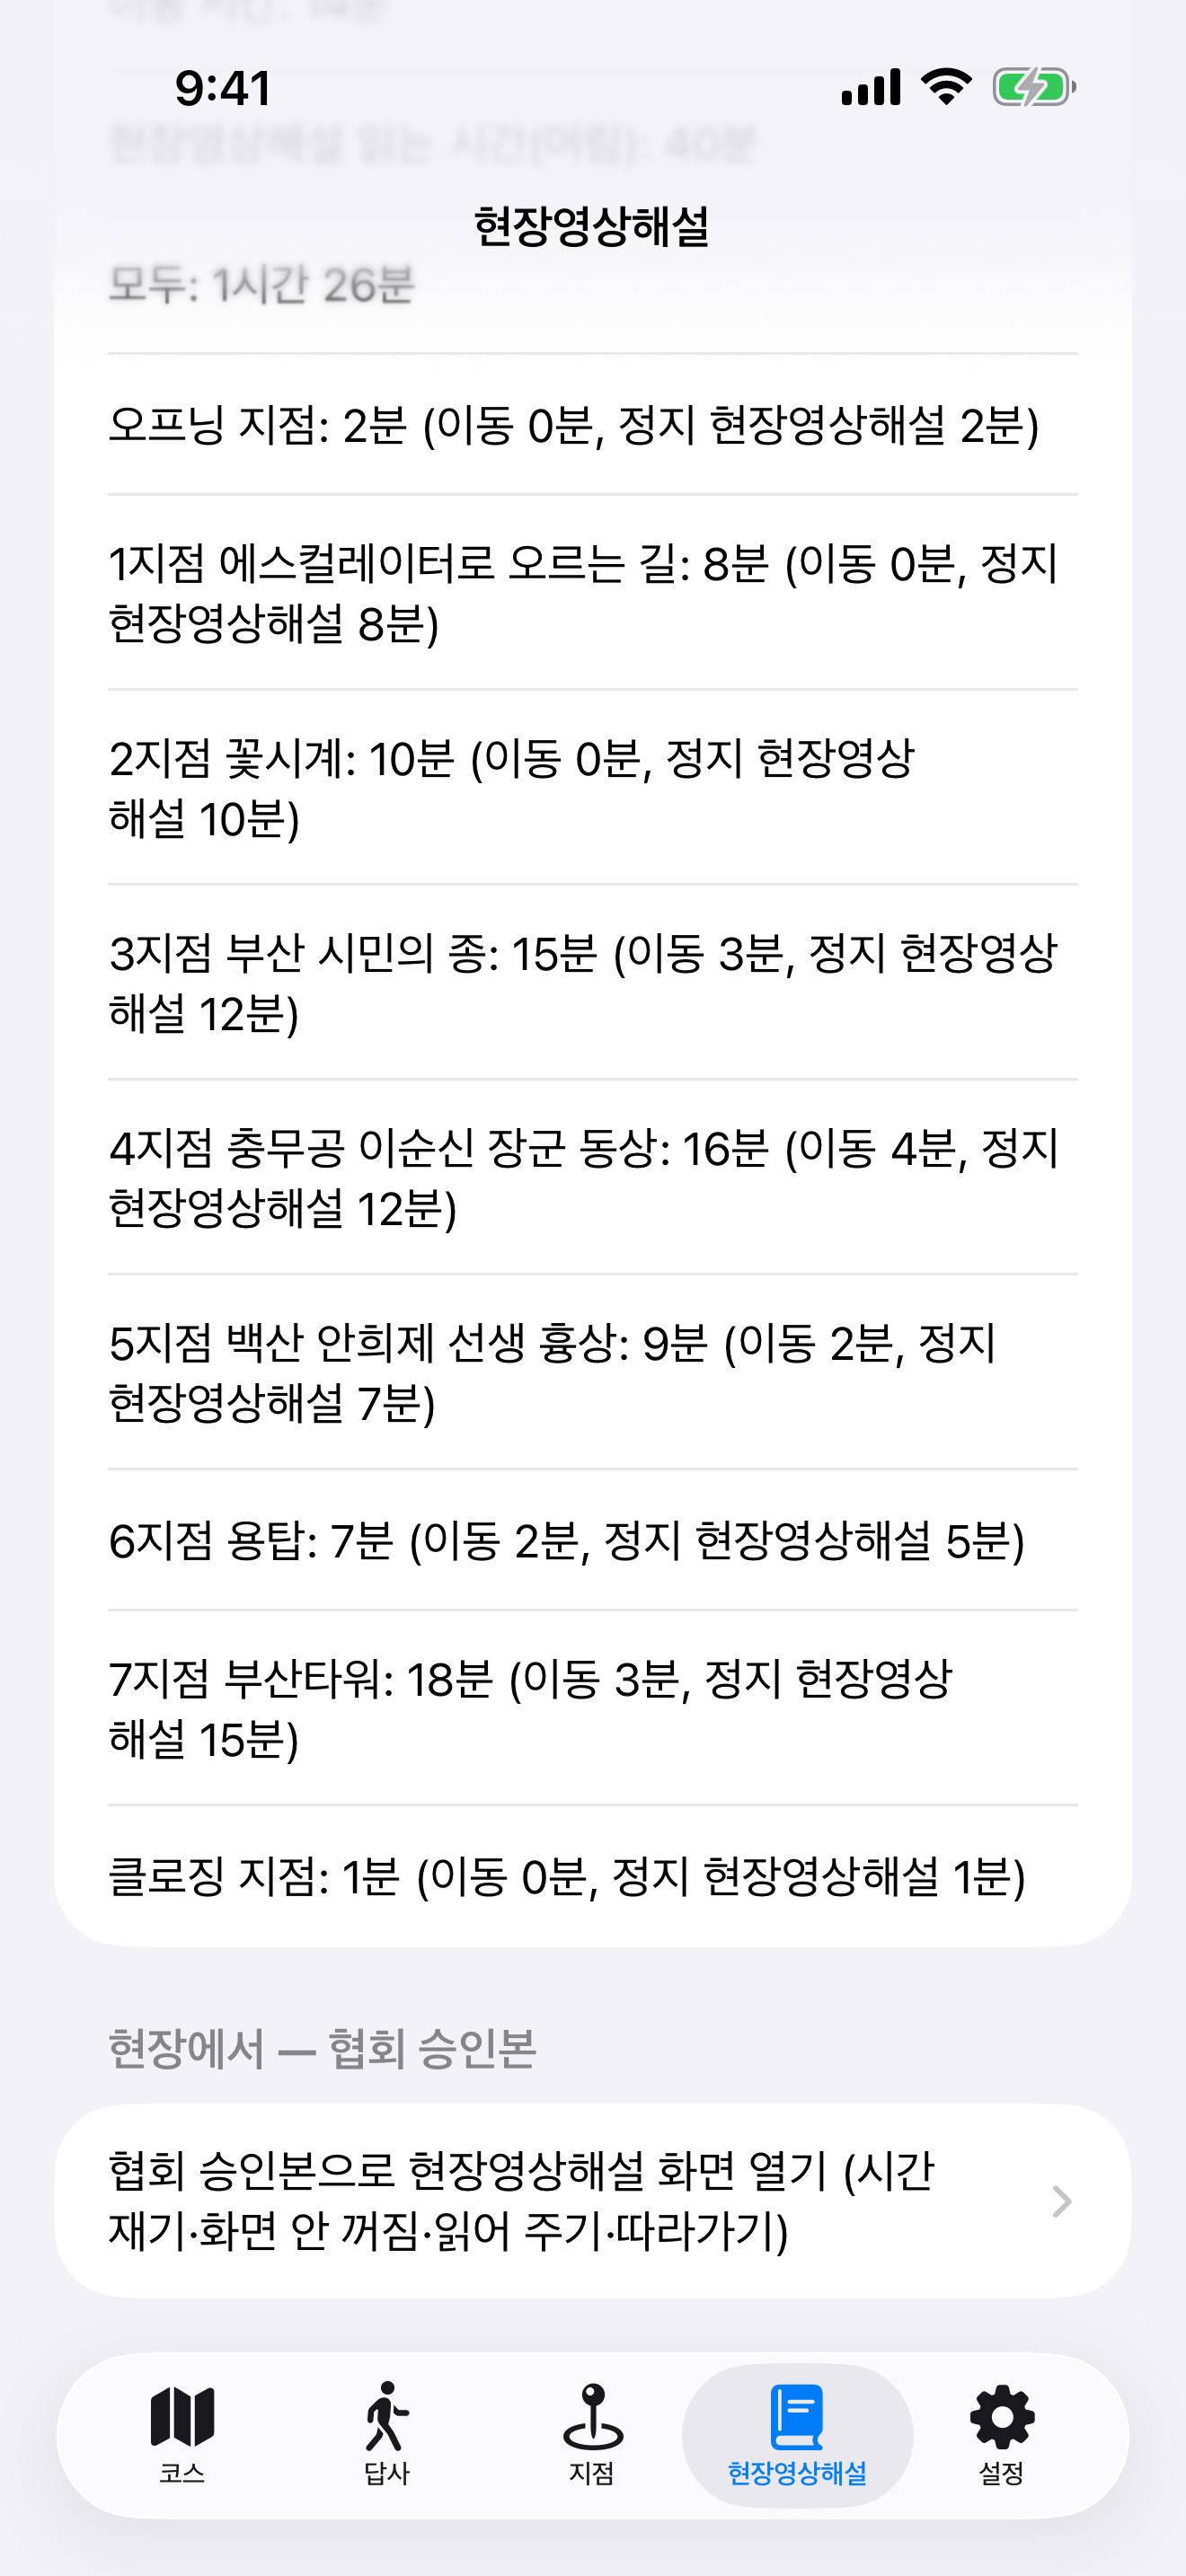 9:41
현장영상해설 읽는 시간(어림): 40분
현장영상해설
모두: 1시간 26분
오프닝 지점: 2분 (이동 0분, 정지 현장영상해설 2분)
1지점 에스컬레이터로 오르는 길: 8분 (이동 0분, 정지
현장영상해설 8분)
2지점 꽃시계: 10분 (이동 0분, 정지 현장영상
해설 10분)
3지점 부산 시민의 종: 15분 (이동 3분, 정지 현장영상
해설 12분)
4지점 충무공 이순신 장군 동상: 16분 (이동 4분, 정지
현장영상해설 12분)
5지점 백산 안희제 선생 흉상: 9분 (이동 2분, 정지
현장영상해설 7분)
6지점 용탑: 7분 (이동 2분, 정지 현장영상해설 5분)
7지점 부산타워: 18분 (이동 3분, 정지 현장영상
해설 15분)
클로징 지점: 1분 (이동 0분, 정지 현장영상해설 1분)
현장에서 — 협회 승인본
협회 승인본으로 현장영상해설 화면 열기 (시간
재기·화면 안 꺼짐·읽어 주기·따라가기)
코스
답사
지점
현장영상해설
설정